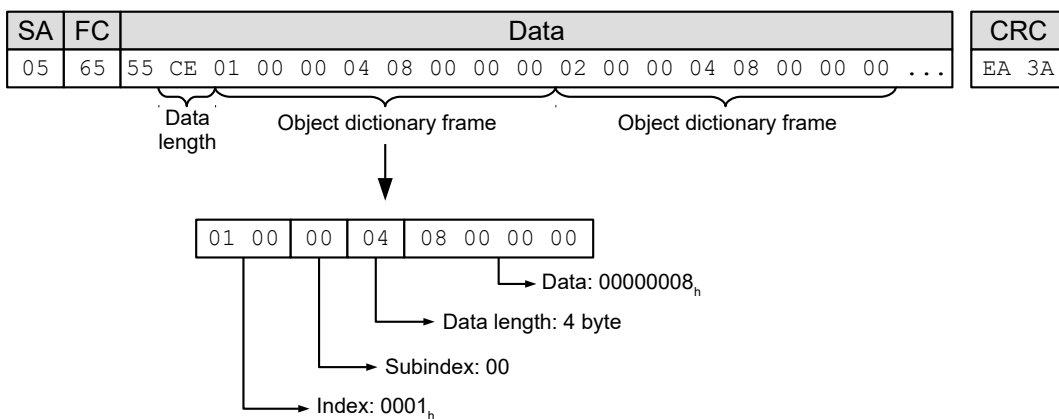 SA FC Data CRC
05 65 55 CE 01 00 00 04 08 00 00 00 02 00 00 04 08 00 00 00 ... EA 3A
Data length
Object dictionary frame
Object dictionary frame
01 00 00 04 08 00 00 00
Data: 00000008h
Data length: 4 byte
Subindex: 00
Index: 0001h